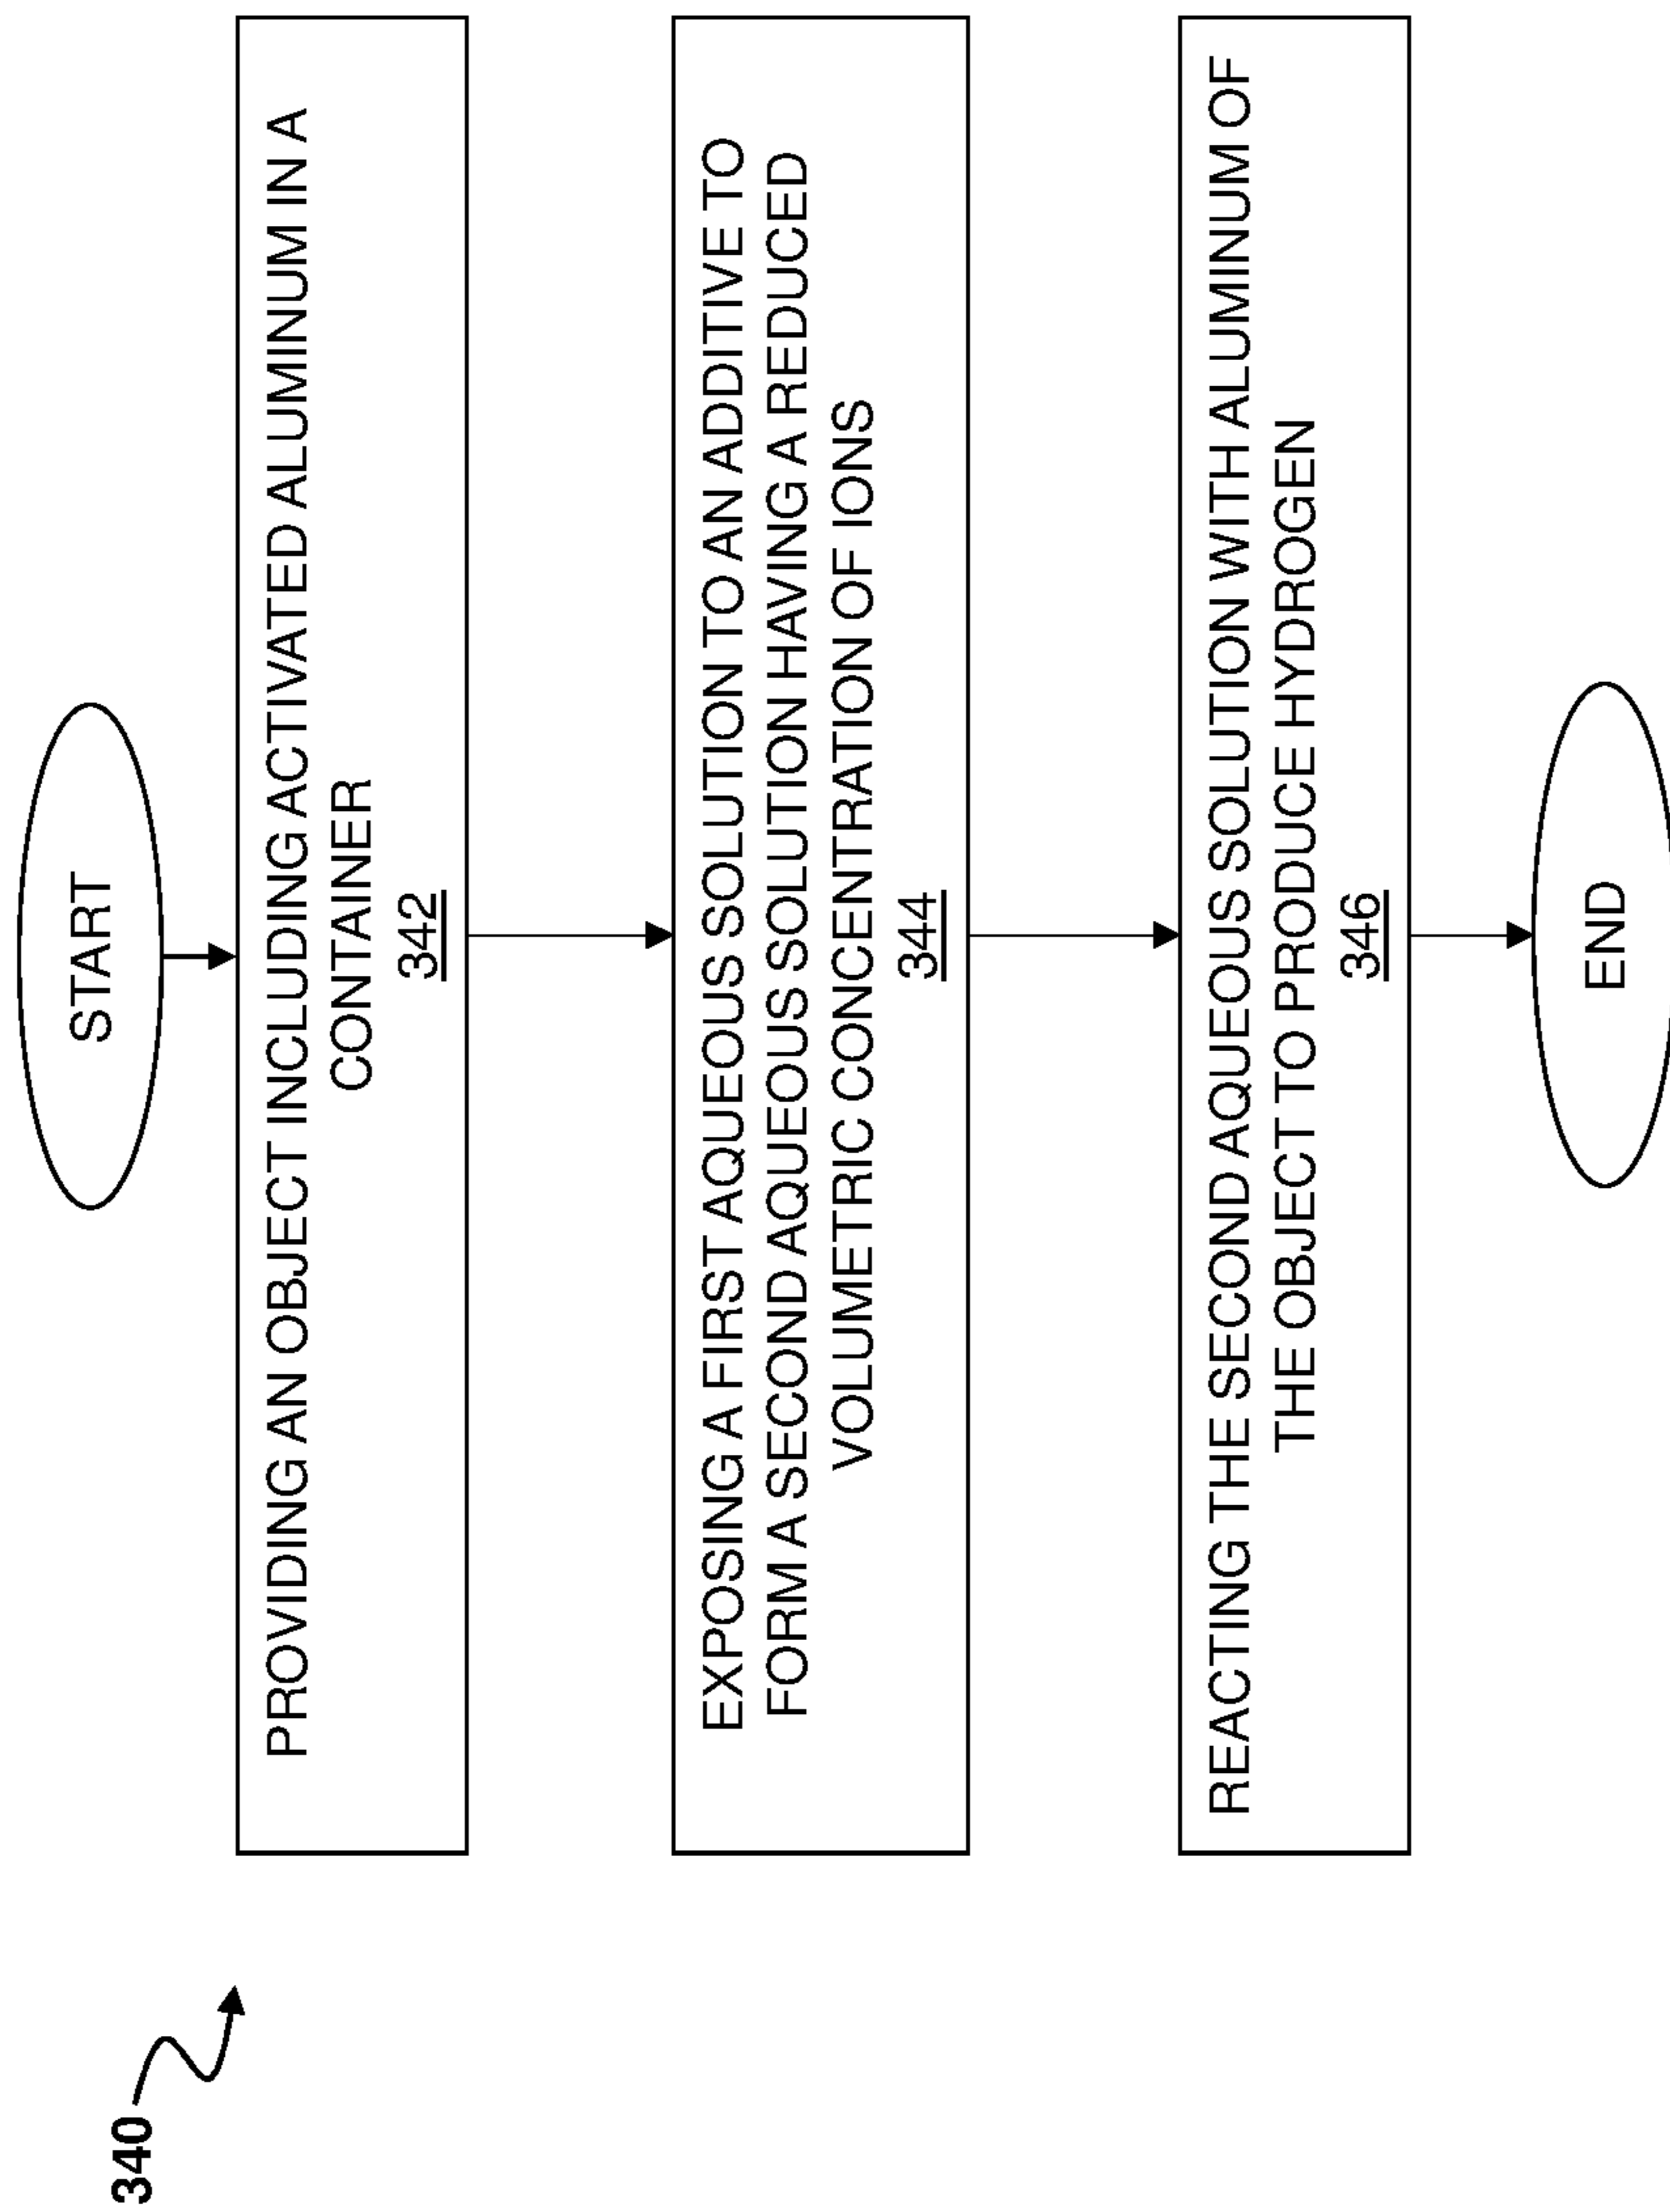 340
START
PROVIDING AN OBJECT INCLUDING ACTIVATED ALUMINUM IN A
CONTAINER
342
EXPOSING A FIRST AQUEOUS SOLUTION TO AN ADDITIVE TO
FORM A SECOND AQUEOUS SOLUTION HAVING A REDUCED
VOLUMETRIC CONCENTRATION OF IONS
344
REACTING THE SECOND AQUEOUS SOLUTION WITH ALUMINUM OF
THE OBJECT TO PRODUCE HYDROGEN
346
END